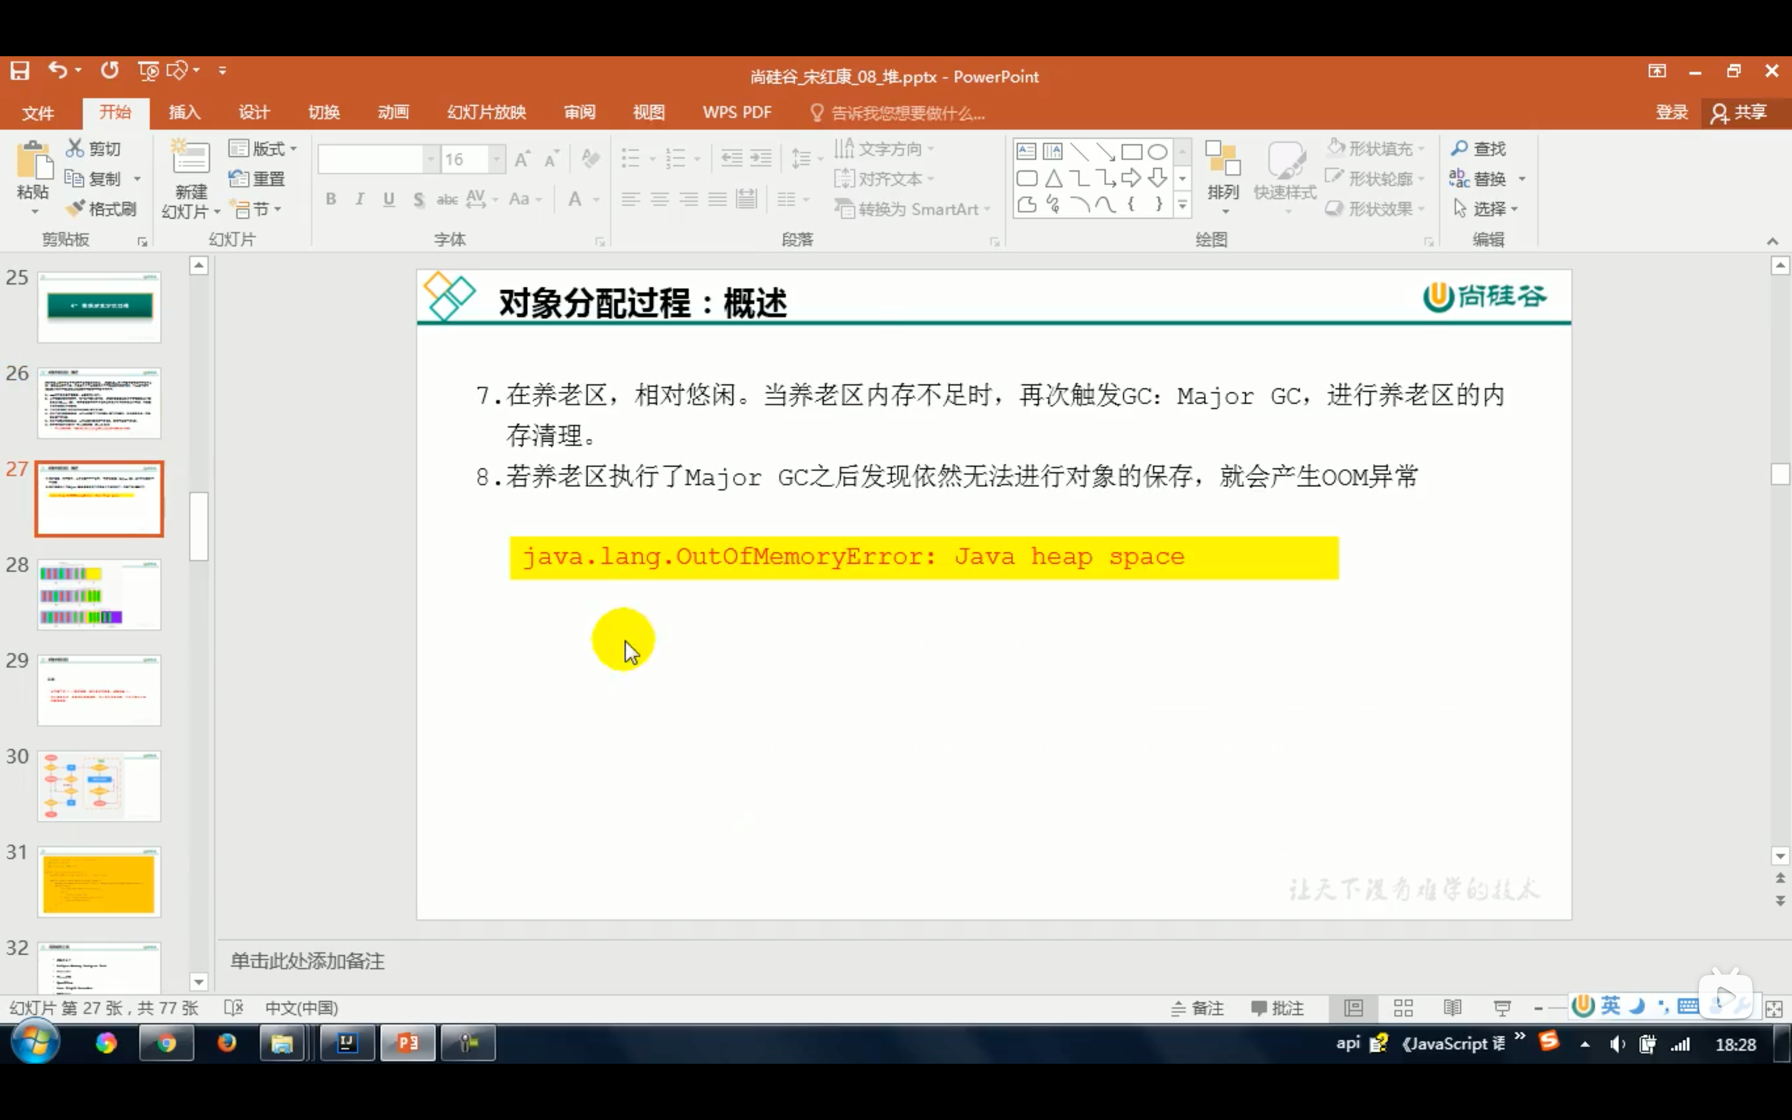 尚硅谷_宋红康_08_堆.pptx - PowerPoint
文件 开始 插入 设计 切换 动画 幻灯片放映 审阅 视图 WPS PDF 告诉我您想要做什么... 登录 共享
粘贴 剪切 复制 格式刷 剪贴板
新建幻灯片 版式 重置 节 幻灯片
16 B I U S abc AV Aa A 字体
文字方向 对齐文本 转换为 SmartArt 段落
排列 快速样式 形状填充 形状轮廓 形状效果 绘图
查找 替换 选择 编辑
25
26
27
28
29
30
31
32
对象分配过程：概述
尚硅谷
7.在养老区，相对悠闲。当养老区内存不足时，再次触发GC：Major GC，进行养老区的内
存清理。
8.若养老区执行了Major GC之后发现依然无法进行对象的保存，就会产生OOM异常
java.lang.OutOfMemoryError: Java heap space
让天下没有难学的技术
单击此处添加备注
幻灯片 第 27 张，共 77 张 中文(中国) 备注 批注 英
api 《JavaScript 语 » 18:28